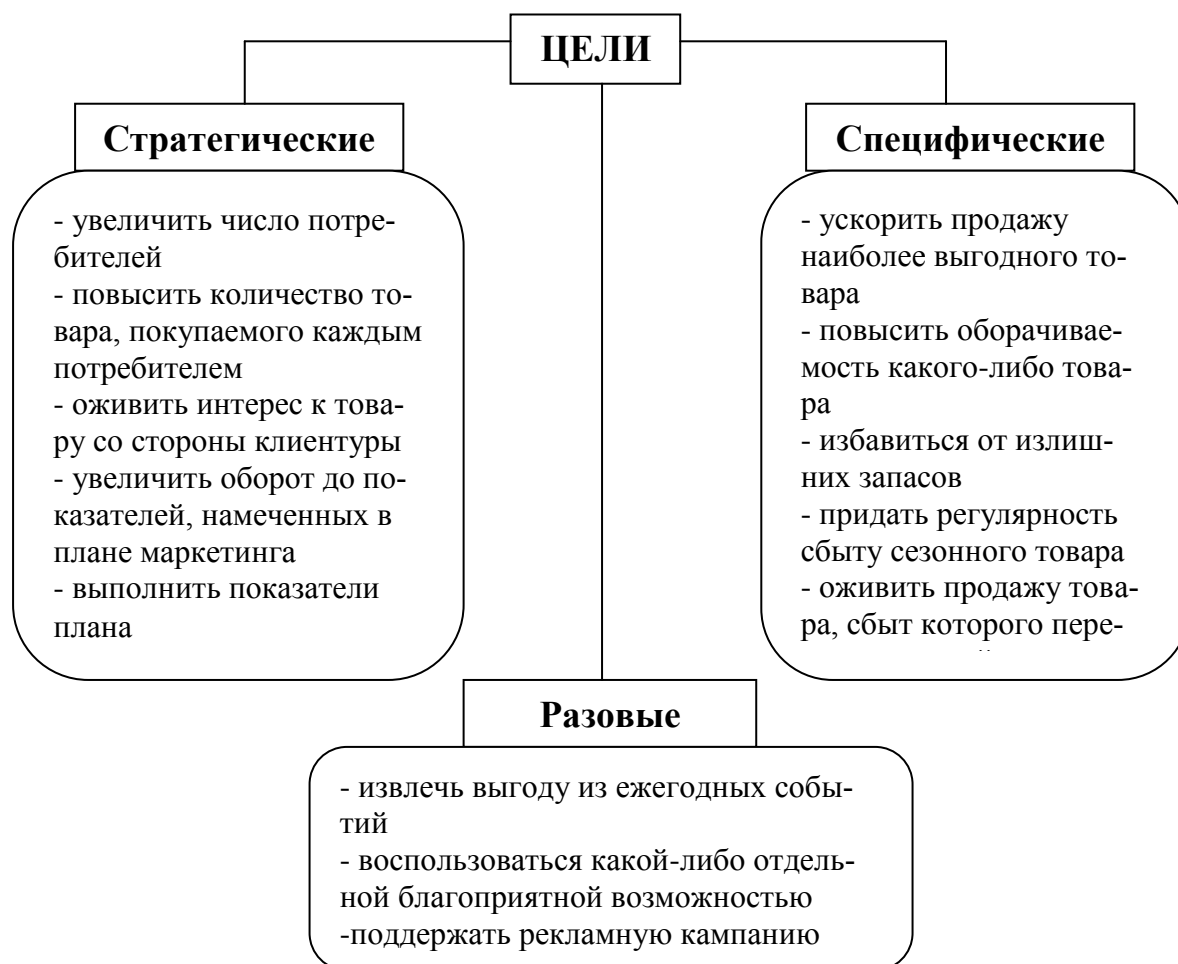 ЦЕЛИ
Стратегические
- увеличить число потре-
бителей
- повысить количество то-
вара, покупаемого каждым
потребителем
- оживить интерес к това-
ру со стороны клиентуры
- увеличить оборот до по-
казателей, намеченных в
плане маркетинга
- выполнить показатели
плана
Специфические
- ускорить продажу
наиболее выгодного то-
вара
- повысить оборачивае-
мость какого-либо това-
ра
- избавиться от излиш-
них запасов
- придать регулярность
сбыту сезонного товара
- оживить продажу това-
ра, сбыт которого пере-
Разовые
- извлечь выгоду из ежегодных собы-
тий
- воспользоваться какой-либо отдель-
ной благоприятной возможностью
-поддержать рекламную кампанию